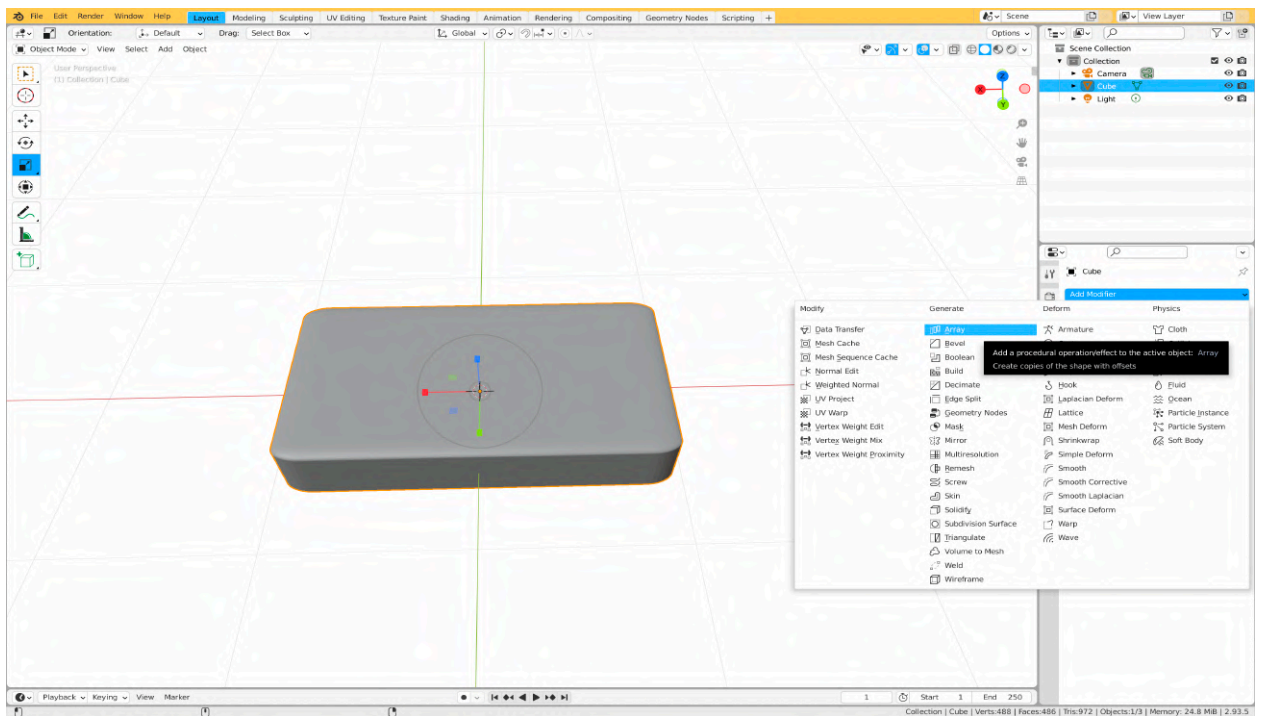 File Edit Render Window Help Layout Modeling Sculpting UV Editing Texture Paint Shading Animation Rendering Compositing Geometry Nodes Scripting + Scene View Layer
Orientation: Default Drag: Select Box Global Options
Object Mode View Select Add Object
User Perspective
(1) Collection | Cube
X
Z
Y
Scene Collection
Collection
Camera
Cube
Light
Cube
Add Modifier
Modify Generate Deform Physics
Data Transfer Array Armature Cloth
Mesh Cache Bevel
Mesh Sequence Cache Boolean
Add a procedural operation/effect to the active object: Array
Create copies of the shape with offsets
Normal Edit Build
Weighted Normal Decimate Hook Fluid
UV Project Edge Split Laplacian Deform Ocean
UV Warp Geometry Nodes Lattice Particle Instance
Vertex Weight Edit Mask Mesh Deform Particle System
Vertex Weight Mix Mirror Shrinkwrap Soft Body
Vertex Weight Proximity Multiresolution Simple Deform
Remesh Smooth
Screw Smooth Corrective
Skin Smooth Laplacian
Solidify Surface Deform
Subdivision Surface Warp
Triangulate Wave
Volume to Mesh
Weld
Wireframe
Playback Keying View Marker 1 Start 1 End 250
Collection | Cube | Verts:488 | Faces:486 | Tris:972 | Objects:1/3 | Memory: 24.8 MiB | 2.93.5